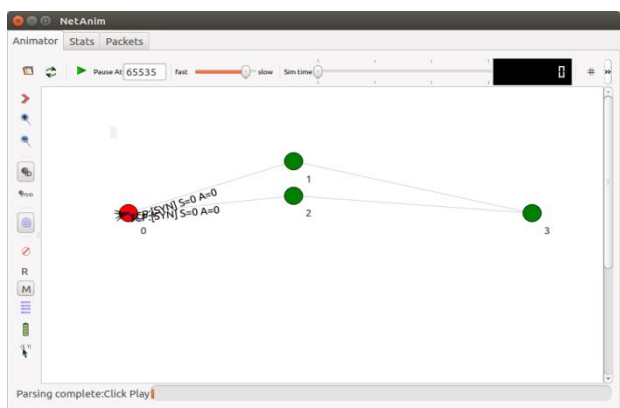 NetAnim
Animator Stats Packets
Pause At 65535 fast slow Sim time 0 # »
1
TCP:[SYN] S=0 A=0
TCP:[SYN] S=0 A=0
0
2
3
R
M
Parsing complete:Click Play